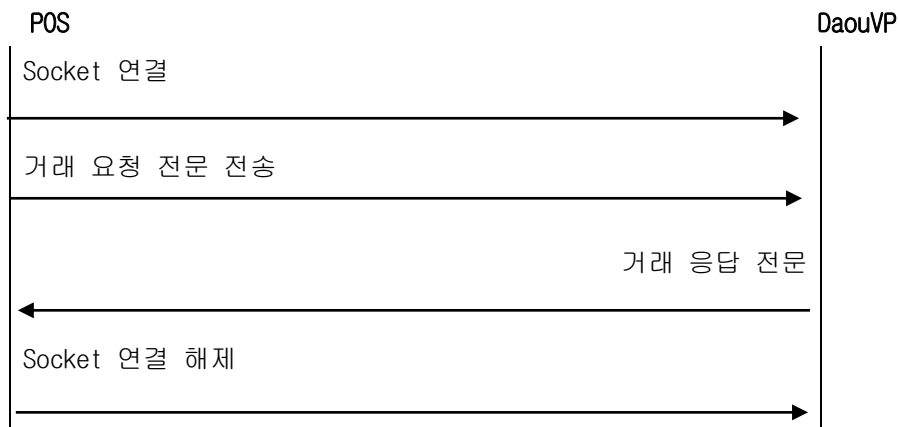 POS DaouVP
Socket 연결
거래 요청 전문 전송
거래 응답 전문
Socket 연결 해제